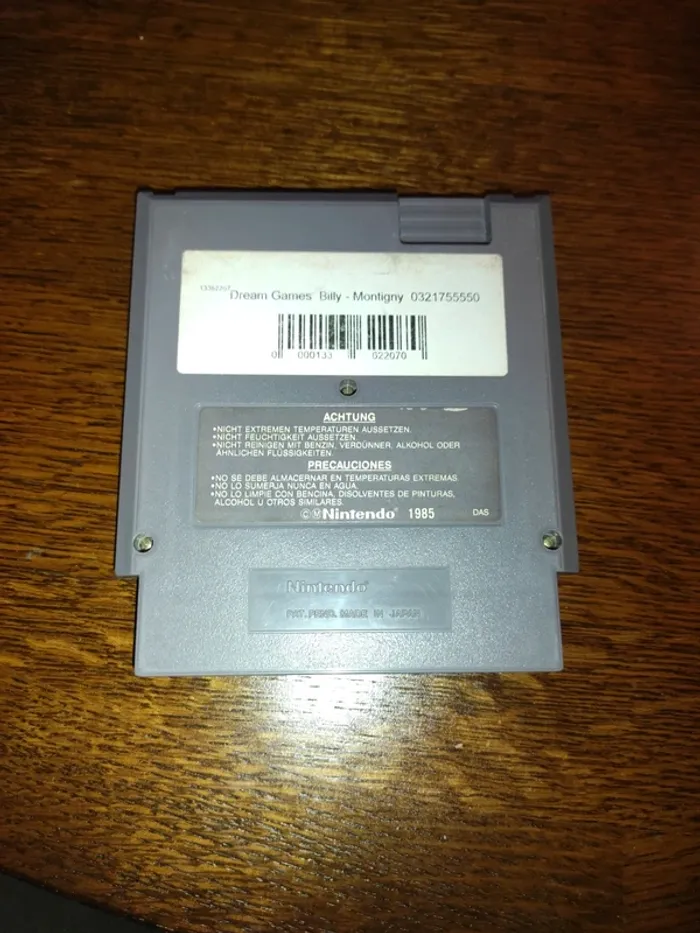 Dream Games Billy - Montigny 0321755550
0 000133 022070
ACHTUNG
•NICHT EXTREMEN TEMPERATUREN AUSSETZEN.
•NICHT FEUCHTIGKEIT AUSSETZEN.
•NICHT REINIGEN MIT BENZIN, VERDÜNNER, ALKOHOL ODER
ÄHNLICHEN FLÜSSIGKEITEN.
PRECAUCIONES
•NO SE DEBE ALMACERNAR EN TEMPERATURAS EXTREMAS.
•NO LO SUMERJA NUNCA EN AGUA.
•NO LO LIMPIE CON BENCINA, DISOLVENTES DE PINTURAS,
ALCOHOL U OTROS SIMILARES.
©Ⓜ Nintendo® 1985 DAS
Nintendo®
PAT. PEND. MADE IN JAPAN